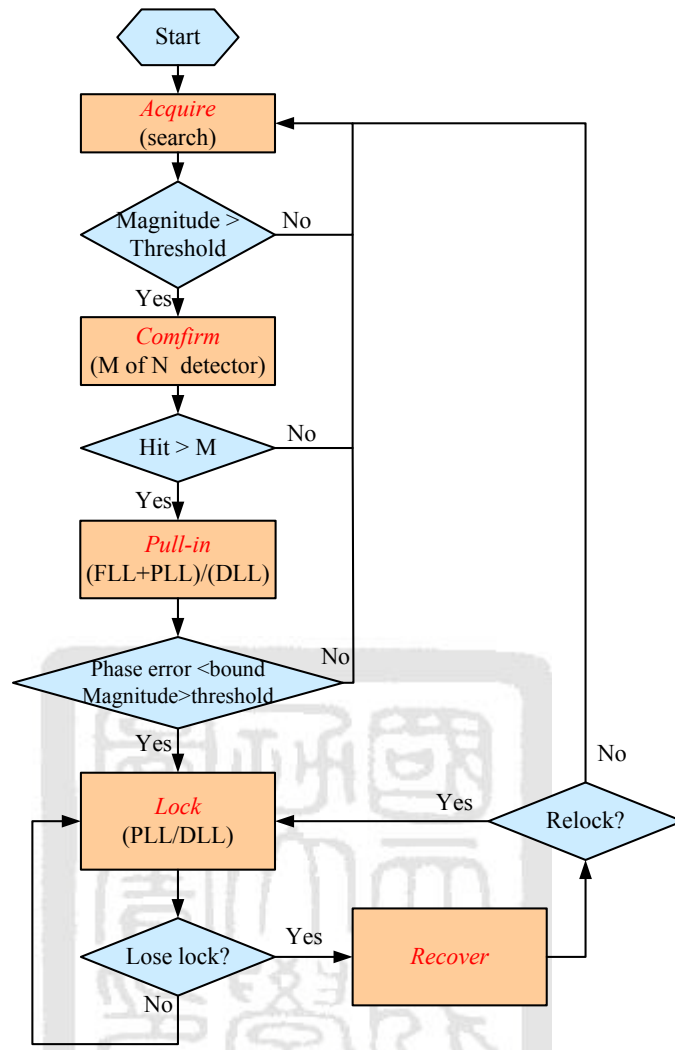 Start
Acquire
(search)
Magnitude >
Threshold
No
Yes
Comfirm
(M of N detector)
Hit > M
No
Yes
Pull-in
(FLL+PLL)/(DLL)
Phase error <bound
Magnitude>threshold
No
Yes
Lock
(PLL/DLL)
Yes
Relock?
No
Lose lock?
Yes
Recover
No